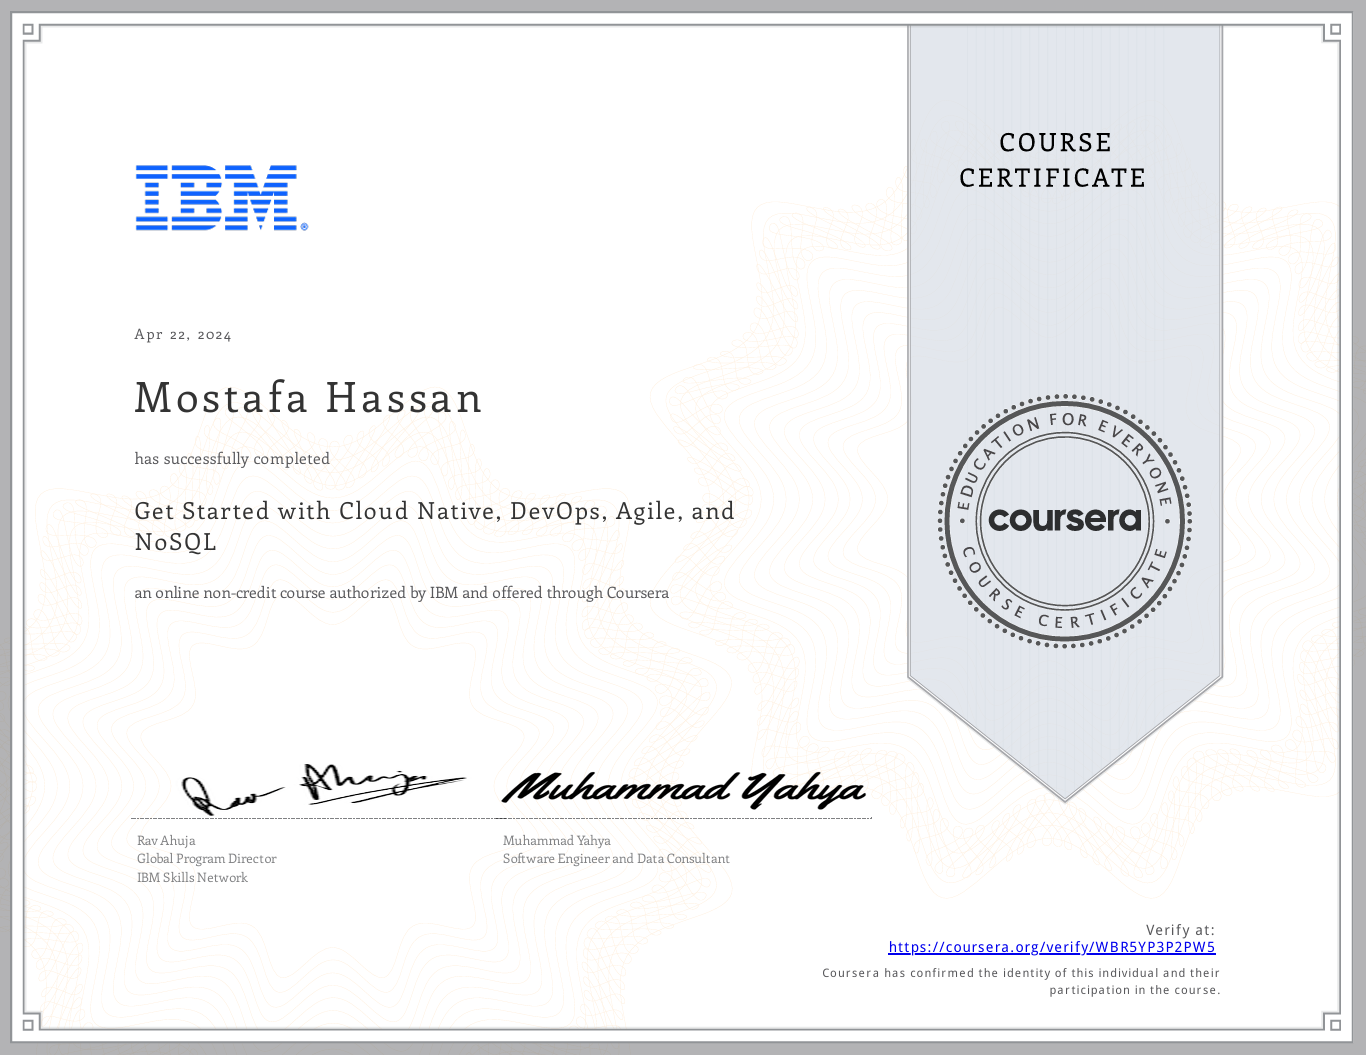 COURSE
CERTIFICATE
IBM®
Apr 22, 2024
Mostafa Hassan
has successfully completed
Get Started with Cloud Native, DevOps, Agile, and
NoSQL
an online non-credit course authorized by IBM and offered through Coursera
EDUCATION FOR EVERYONE
coursera
COURSE CERTIFICATE
Rav Ahuja
Muhammad Yahya
Rav Ahuja
Global Program Director
IBM Skills Network
Muhammad Yahya
Software Engineer and Data Consultant
Verify at:
https://coursera.org/verify/WBR5YP3P2PW5
Coursera has confirmed the identity of this individual and their
participation in the course.